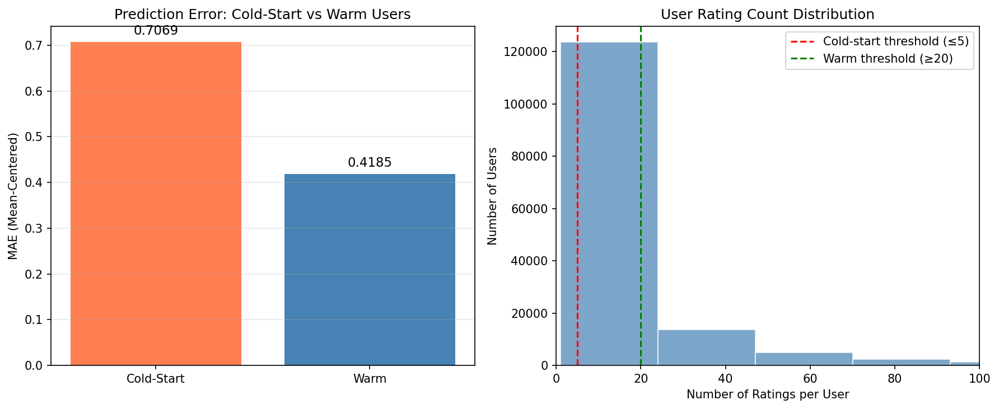 Prediction Error: Cold-Start vs Warm Users
0.7069
0.4185
MAE (Mean-Centered)
0.7
0.6
0.5
0.4
0.3
0.2
0.1
0.0
Cold-Start
Warm
User Rating Count Distribution
Cold-start threshold (≤5)
Warm threshold (≥20)
Number of Users
120000
100000
80000
60000
40000
20000
0
0
20
40
60
80
100
Number of Ratings per User